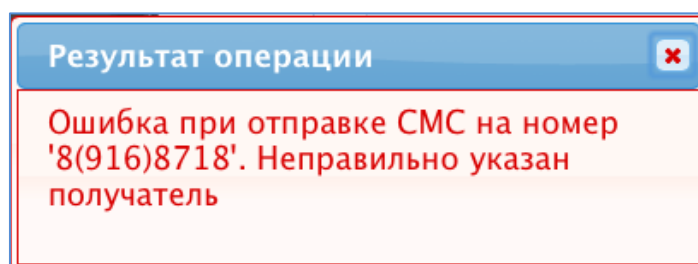 Результат операции
Ошибка при отправке СМС на номер
'8(916)8718'. Неправильно указан
получатель